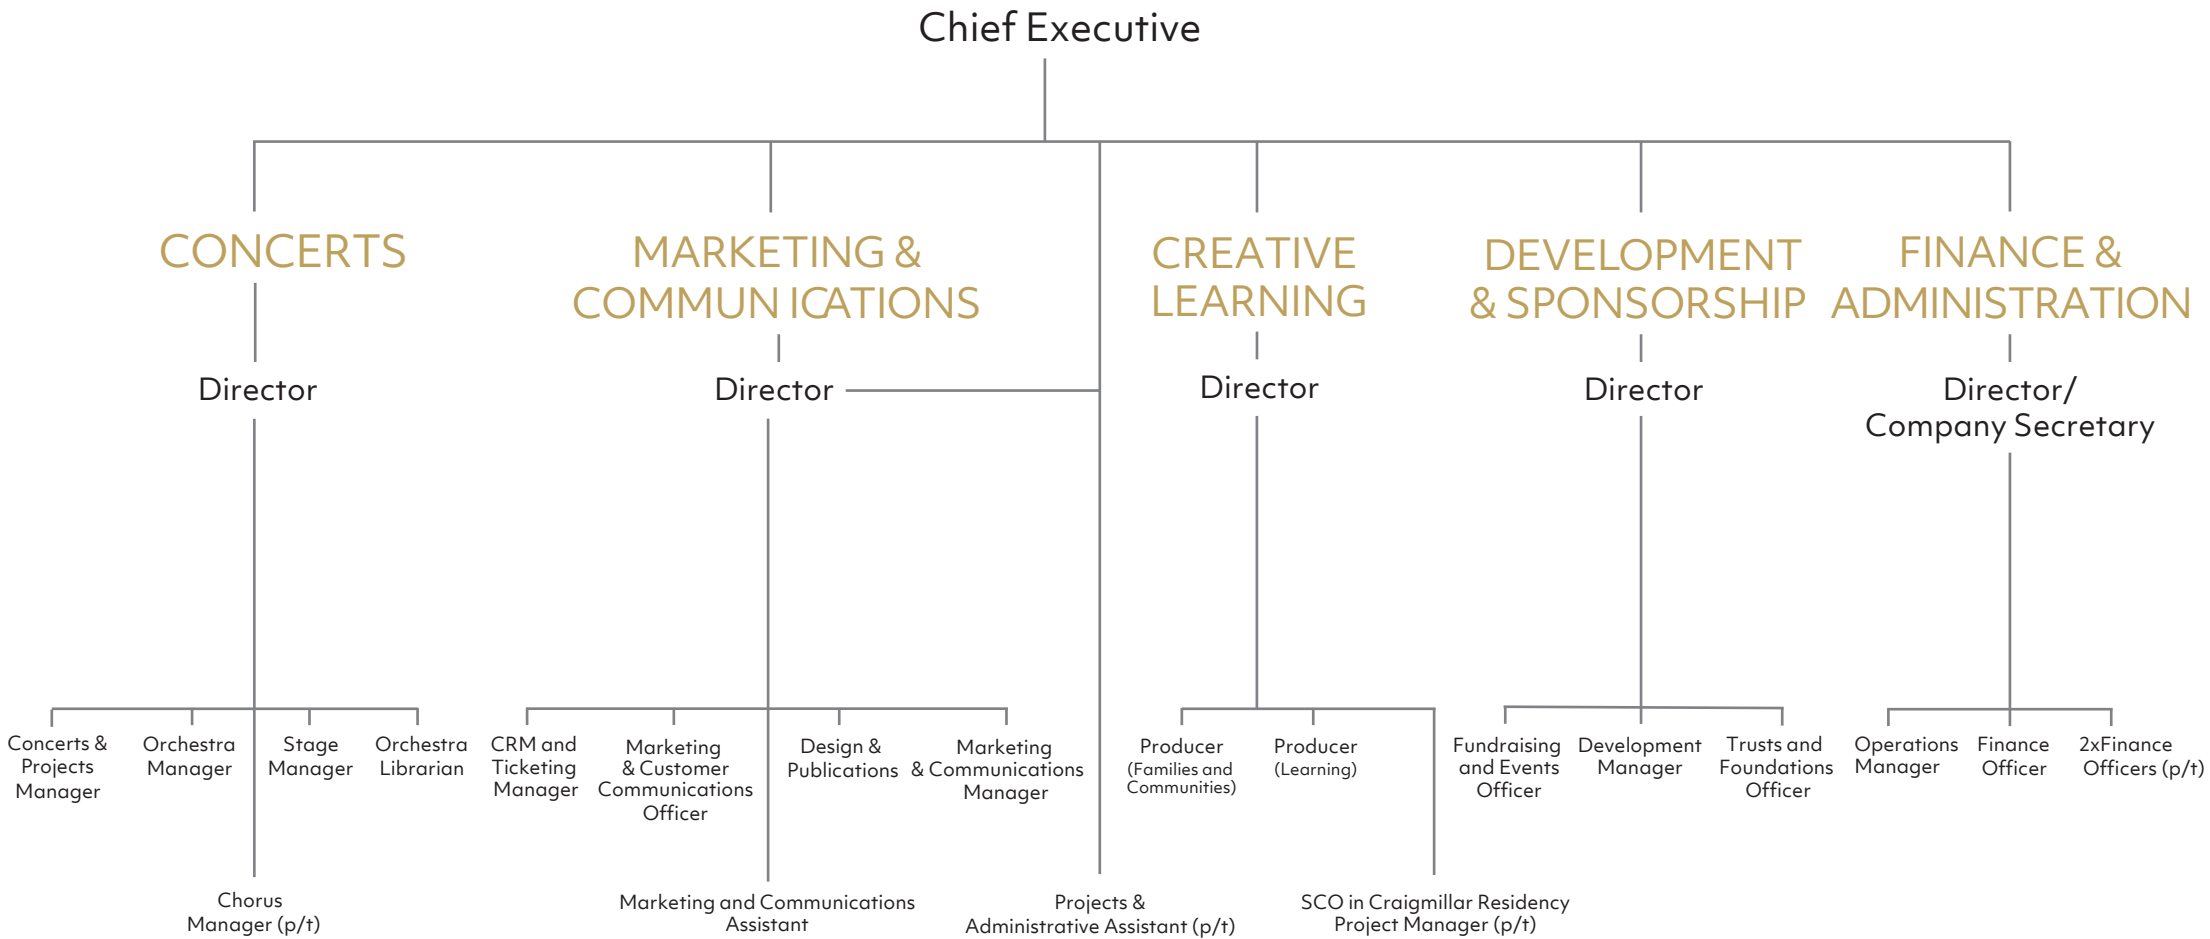 Chief Executive
CONCERTS
MARKETING &
COMMUN ICATIONS
CREATIVE
LEARNING
DEVELOPMENT
& SPONSORSHIP
FINANCE &
ADMINISTRATION
Director
Director
Director
Director
Director/
Company Secretary
Concerts &
Projects
Manager
Orchestra
Manager
Stage
Manager
Orchestra
Librarian
CRM and
Ticketing
Manager
Marketing
& Customer
Communications
Officer
Design &
Publications
Marketing
& Communications
Manager
Producer
(Families and
Communities)
Producer
(Learning)
Fundraising
and Events
Officer
Development
Manager
Trusts and
Foundations
Officer
Operations
Manager
Finance
Officer
2xFinance
Officers (p/t)
Chorus
Manager (p/t)
Marketing and Communications
Assistant
Projects &
Administrative Assistant (p/t)
SCO in Craigmillar Residency
Project Manager (p/t)